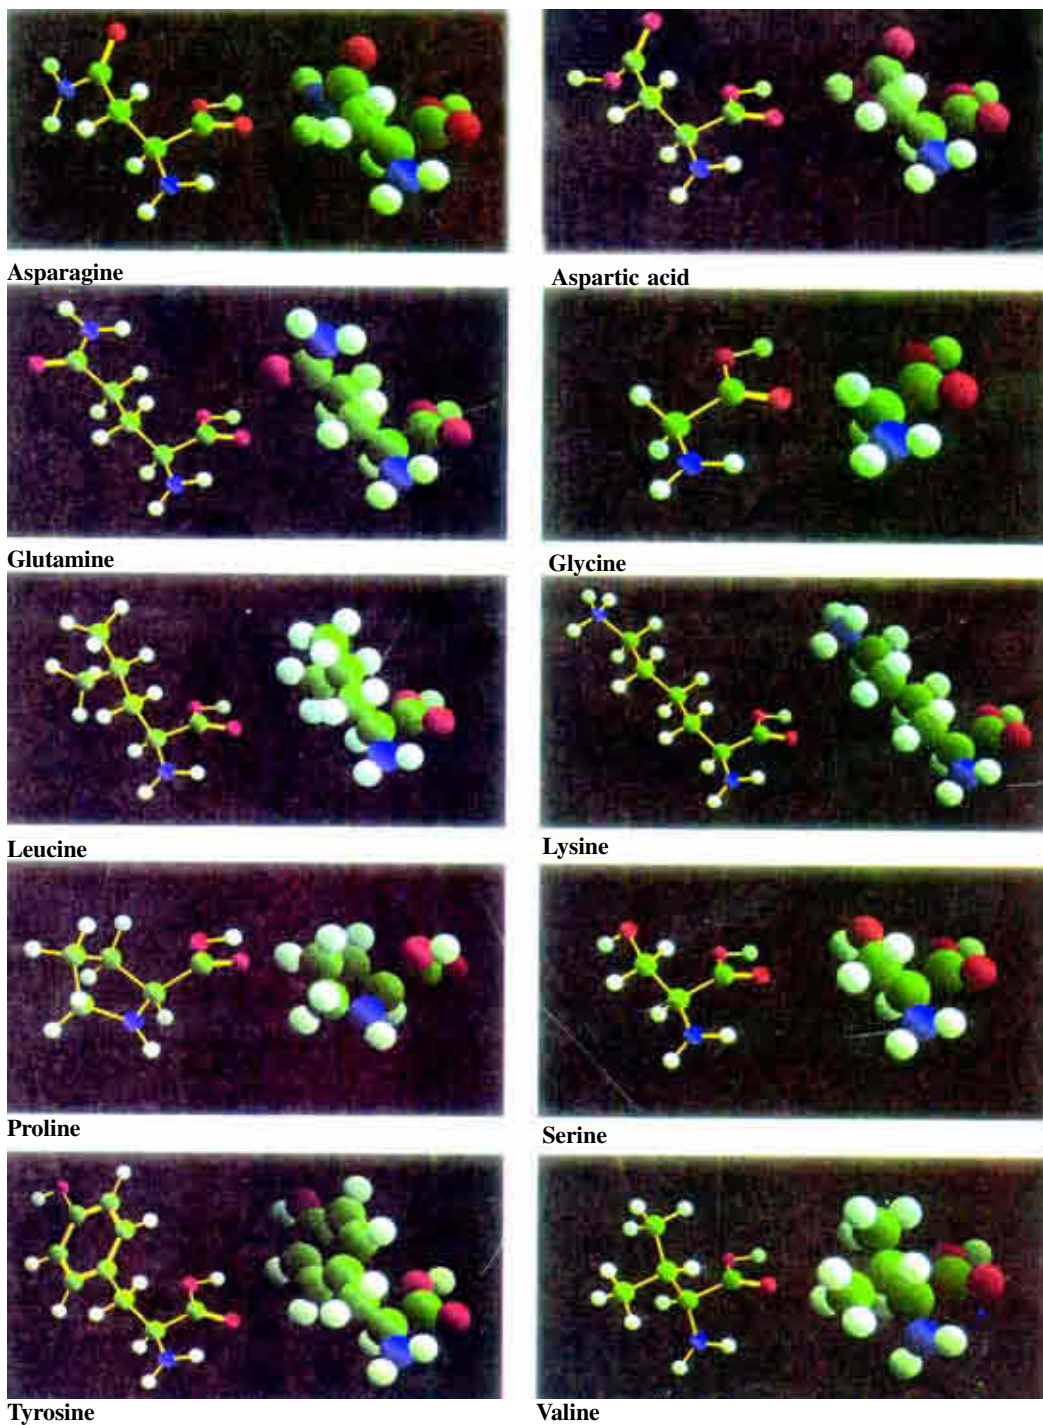 Asparagine
Aspartic acid
Glutamine
Glycine
Leucine
Lysine
Proline
Serine
Tyrosine
Valine